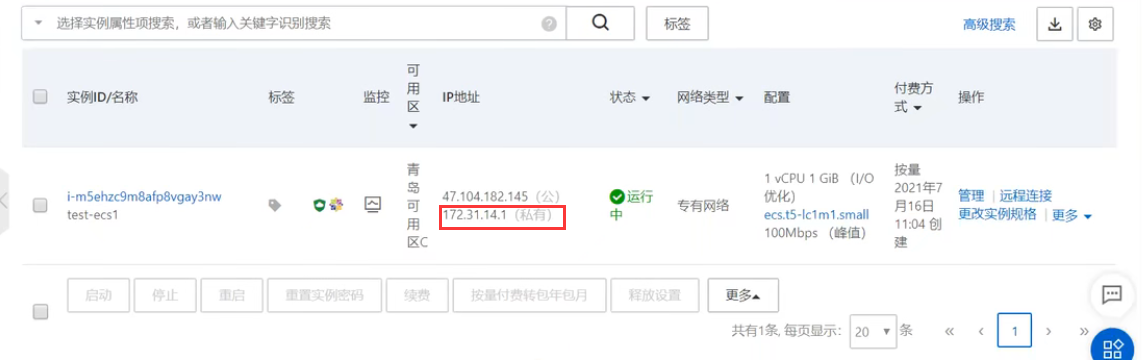 选择实例属性项搜索，或者输入关键字识别搜索
?
标签
高级搜索
实例ID/名称
标签
监控
可
用
区
IP地址
状态
网络类型
配置
付费方
式
操作
i-m5ehzc9m8afp8vgay3nw
test-ecs1
青
岛
可
用
区C
47.104.182.145（公）
172.31.14.1（私有）
运行
中
专有网络
1 vCPU 1 GiB （I/O
优化）
ecs.t5-lc1m1.small
100Mbps （峰值）
按量
2021年7
月16日
11:04 创
建
管理 | 远程连接
更改实例规格 | 更多
启动
停止
重启
重置实例密码
续费
按量付费转包年包月
释放设置
更多
共有1条, 每页显示: 20 条 « ‹ 1 › »